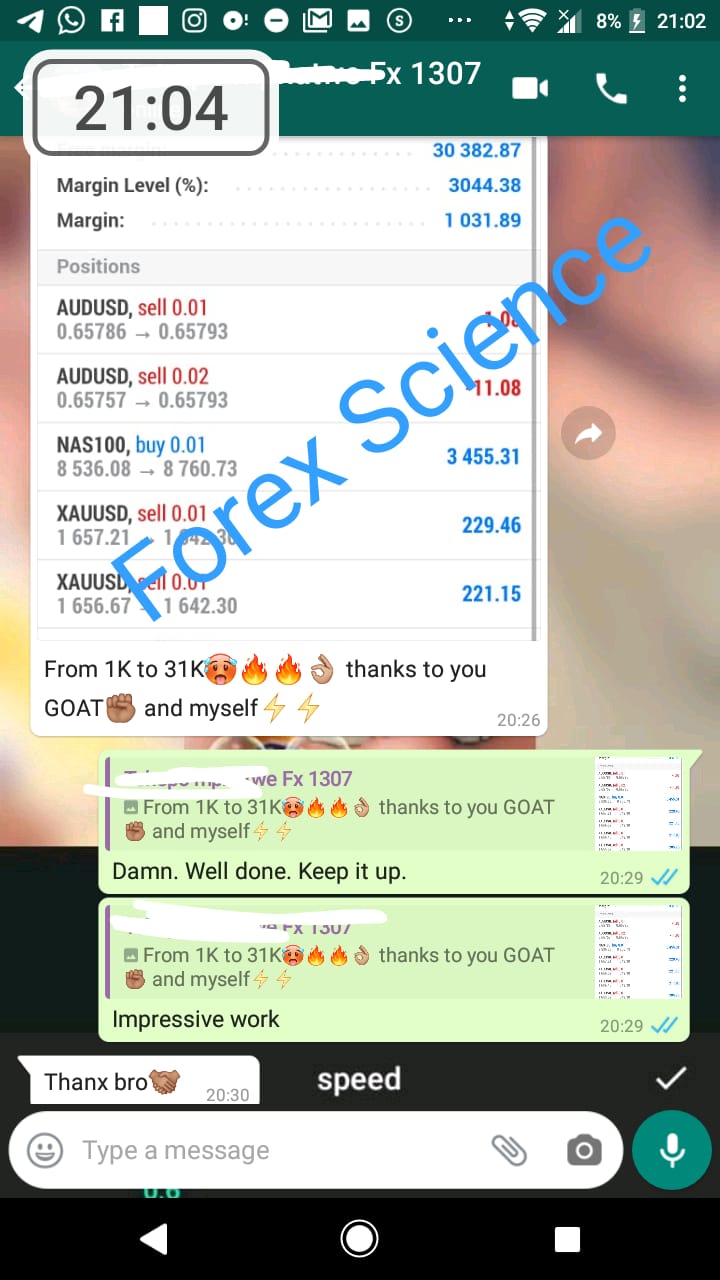 8% 21:02
Fx 1307
21:04
Free margin: 30 382.87
Margin Level (%): 3044.38
Margin: 1 031.89
Positions
AUDUSD, sell 0.01
0.65786 → 0.65793
AUDUSD, sell 0.02
0.65757 → 0.65793
-11.08
NAS100, buy 0.01
8 536.08 → 8 760.73
3 455.31
XAUUSD, sell 0.01
1 657.21 → 1 642.30
229.46
XAUUSD, sell 0.01
1 656.67 → 1 642.30
221.15
Forex Science
From 1K to 31K🥵🔥🔥👌🏽 thanks to you
GOAT✊🏽 and myself⚡⚡
20:26
we Fx 1307
From 1K to 31K🥵🔥🔥👌🏽 thanks to you GOAT
✊🏽 and myself⚡⚡
Damn. Well done. Keep it up.
20:29
Fx 1307
From 1K to 31K🥵🔥🔥👌🏽 thanks to you GOAT
✊🏽 and myself⚡⚡
Impressive work
20:29
Thanx bro🤝🏽
20:30
speed
Type a message
0.6